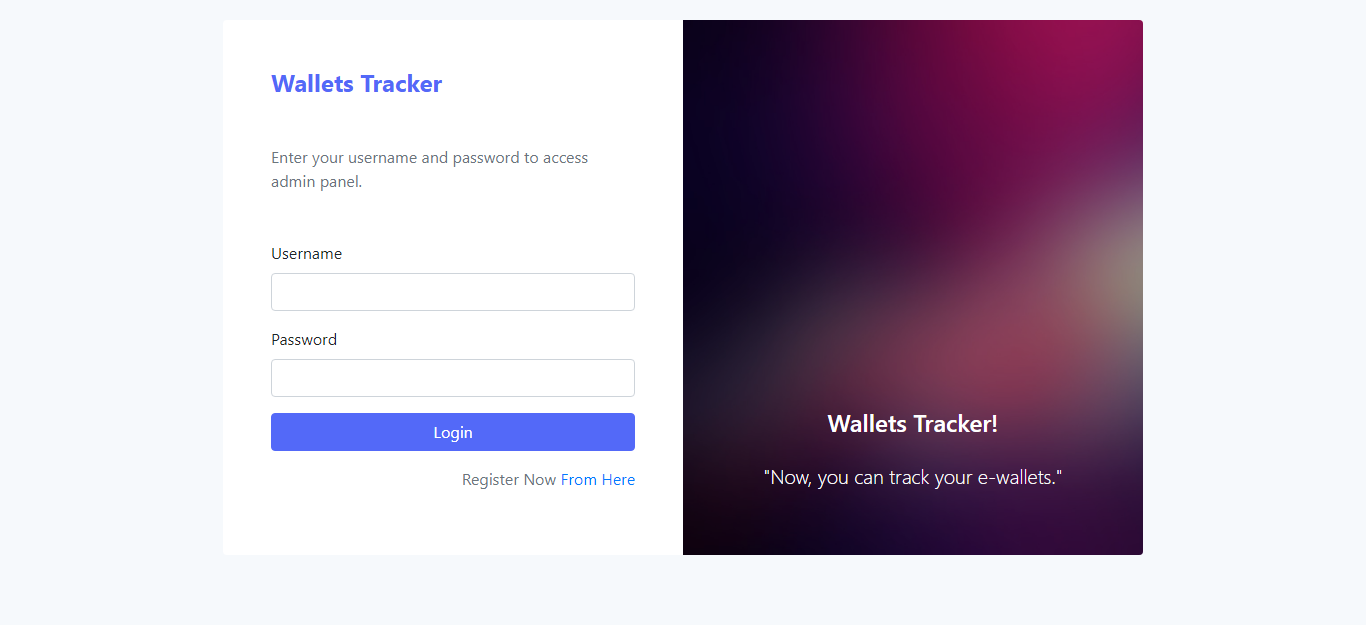 Wallets Tracker
Enter your username and password to access
admin panel.
Username
Password
Login
Register Now From Here
Wallets Tracker!
"Now, you can track your e-wallets."